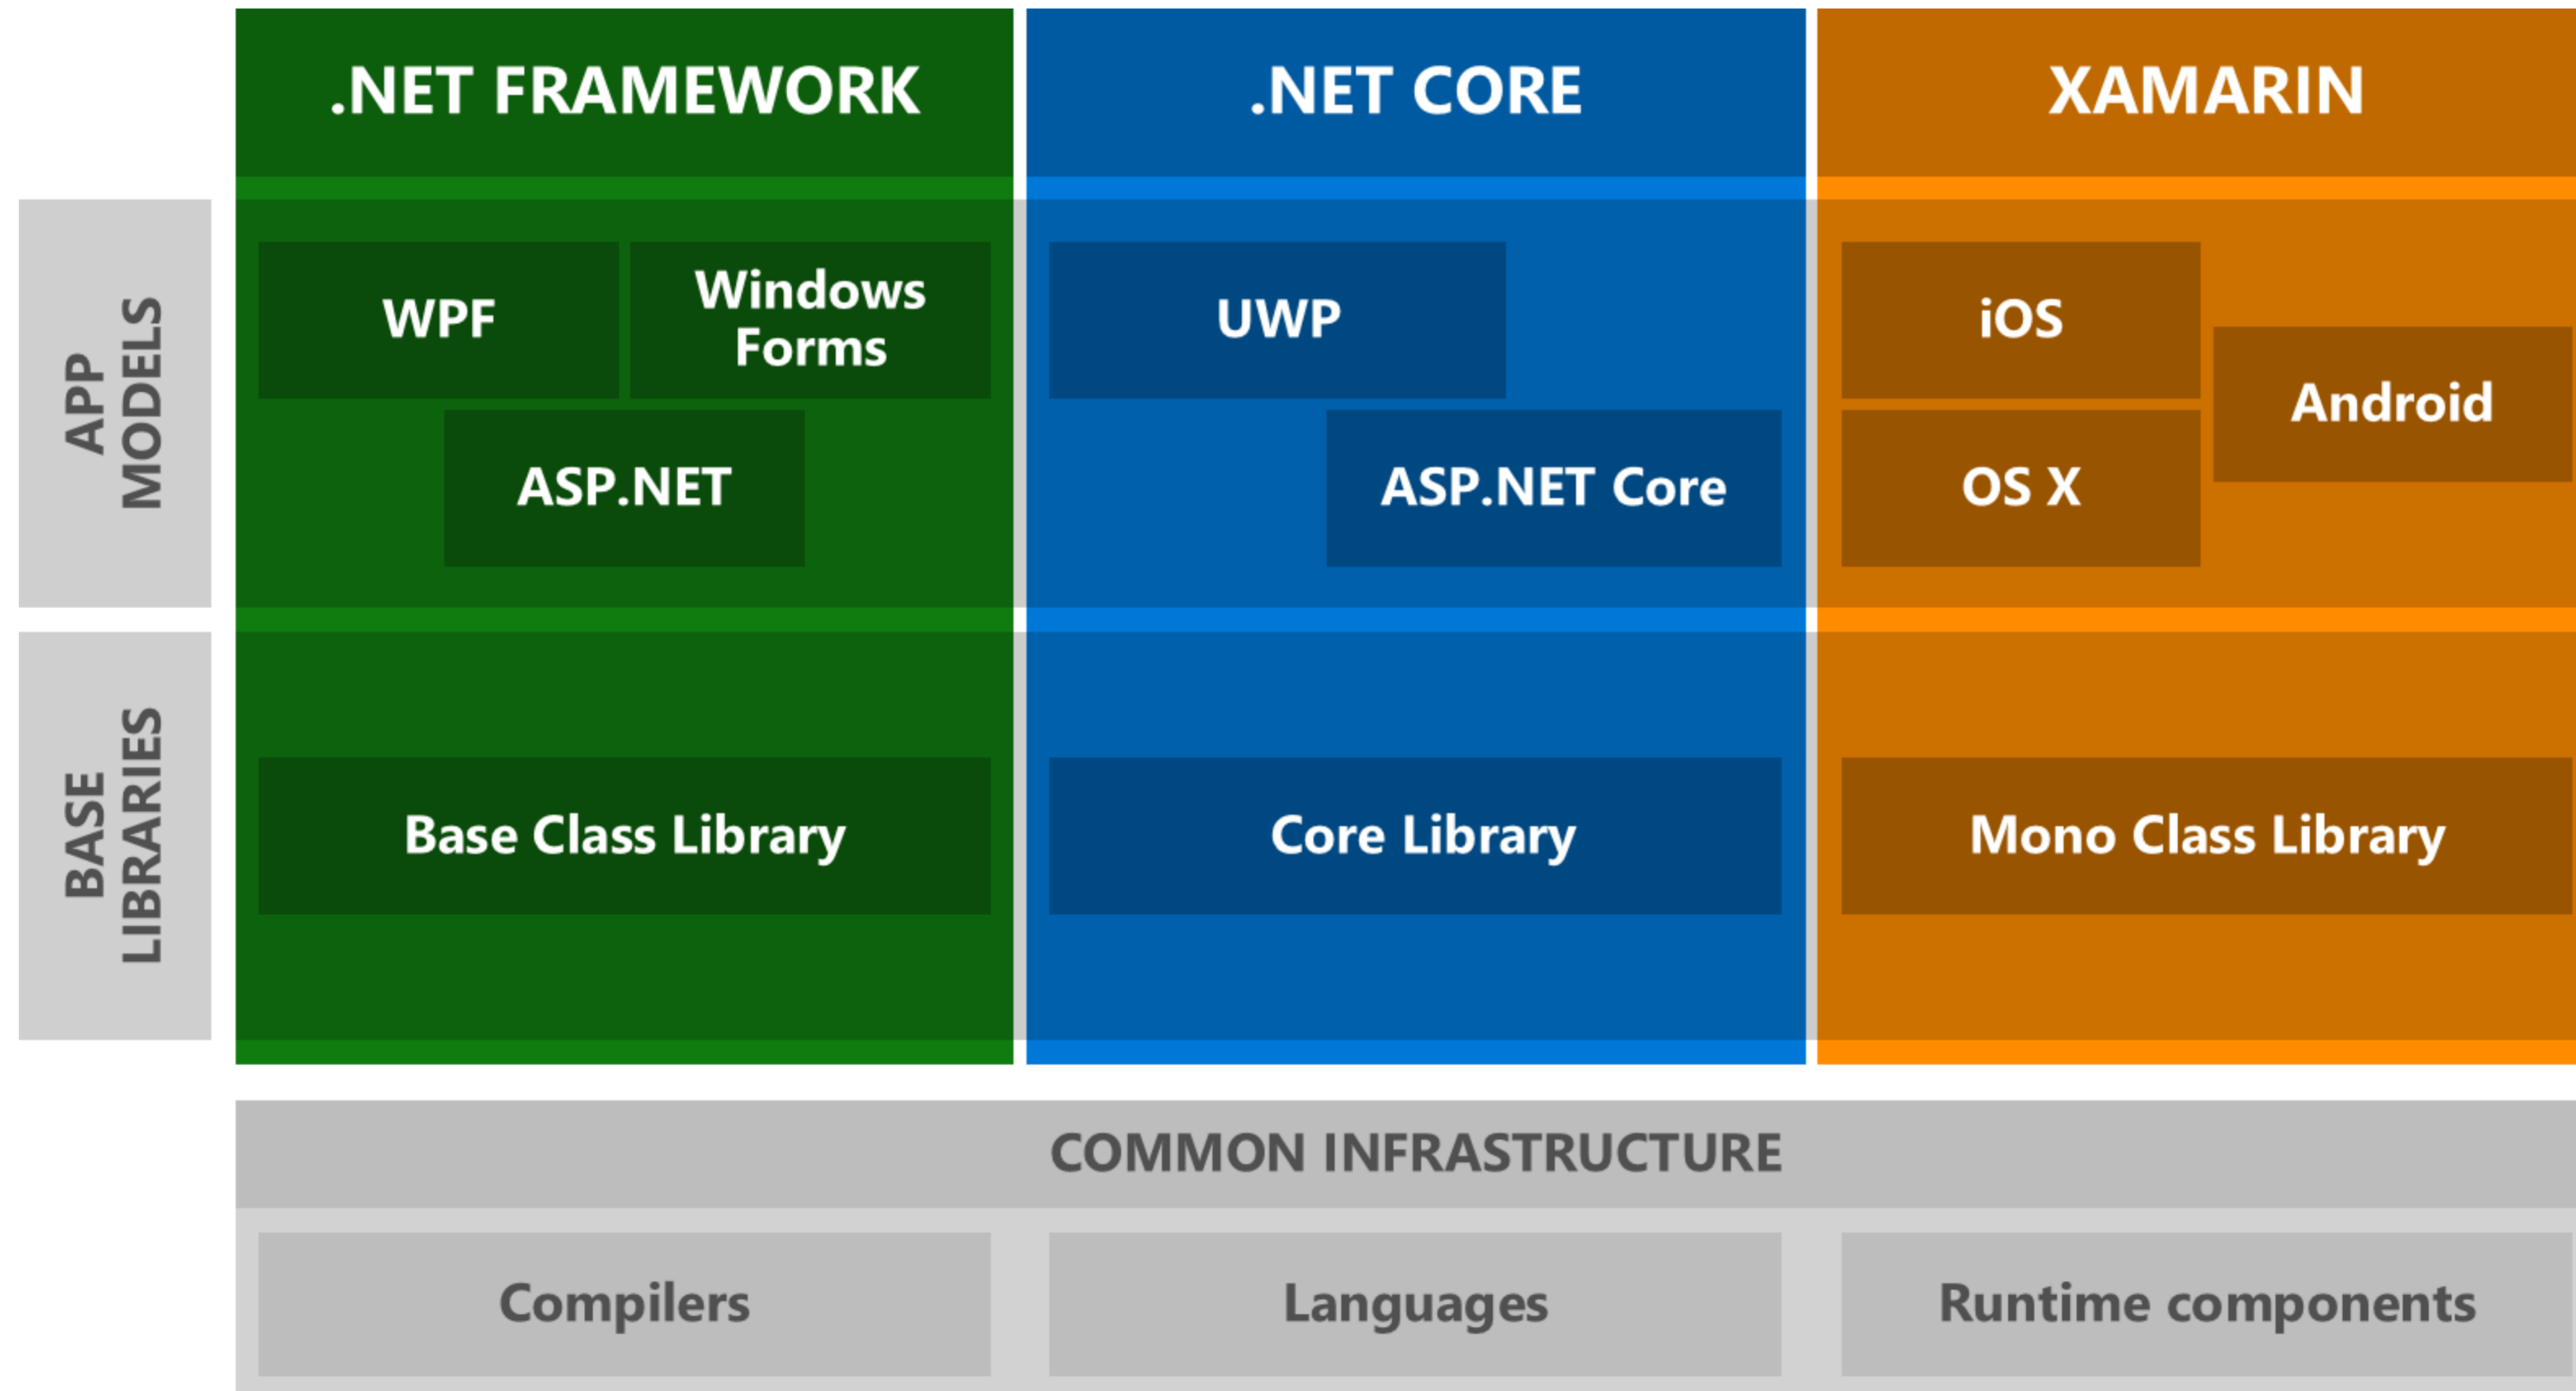 .NET FRAMEWORK
.NET CORE
XAMARIN
APP
MODELS
WPF
Windows
Forms
ASP.NET
UWP
ASP.NET Core
iOS
Android
OS X
BASE
LIBRARIES
Base Class Library
Core Library
Mono Class Library
COMMON INFRASTRUCTURE
Compilers
Languages
Runtime components